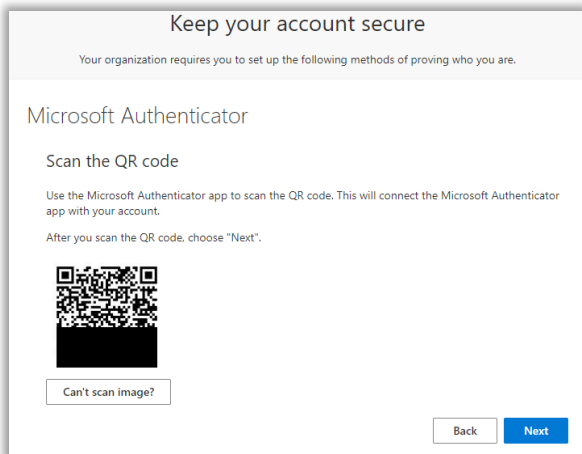 Keep your account secure
Your organization requires you to set up the following methods of proving who you are.
Microsoft Authenticator
Scan the QR code
Use the Microsoft Authenticator app to scan the QR code. This will connect the Microsoft Authenticator
app with your account.
After you scan the QR code, choose "Next".
Can't scan image?
Back
Next